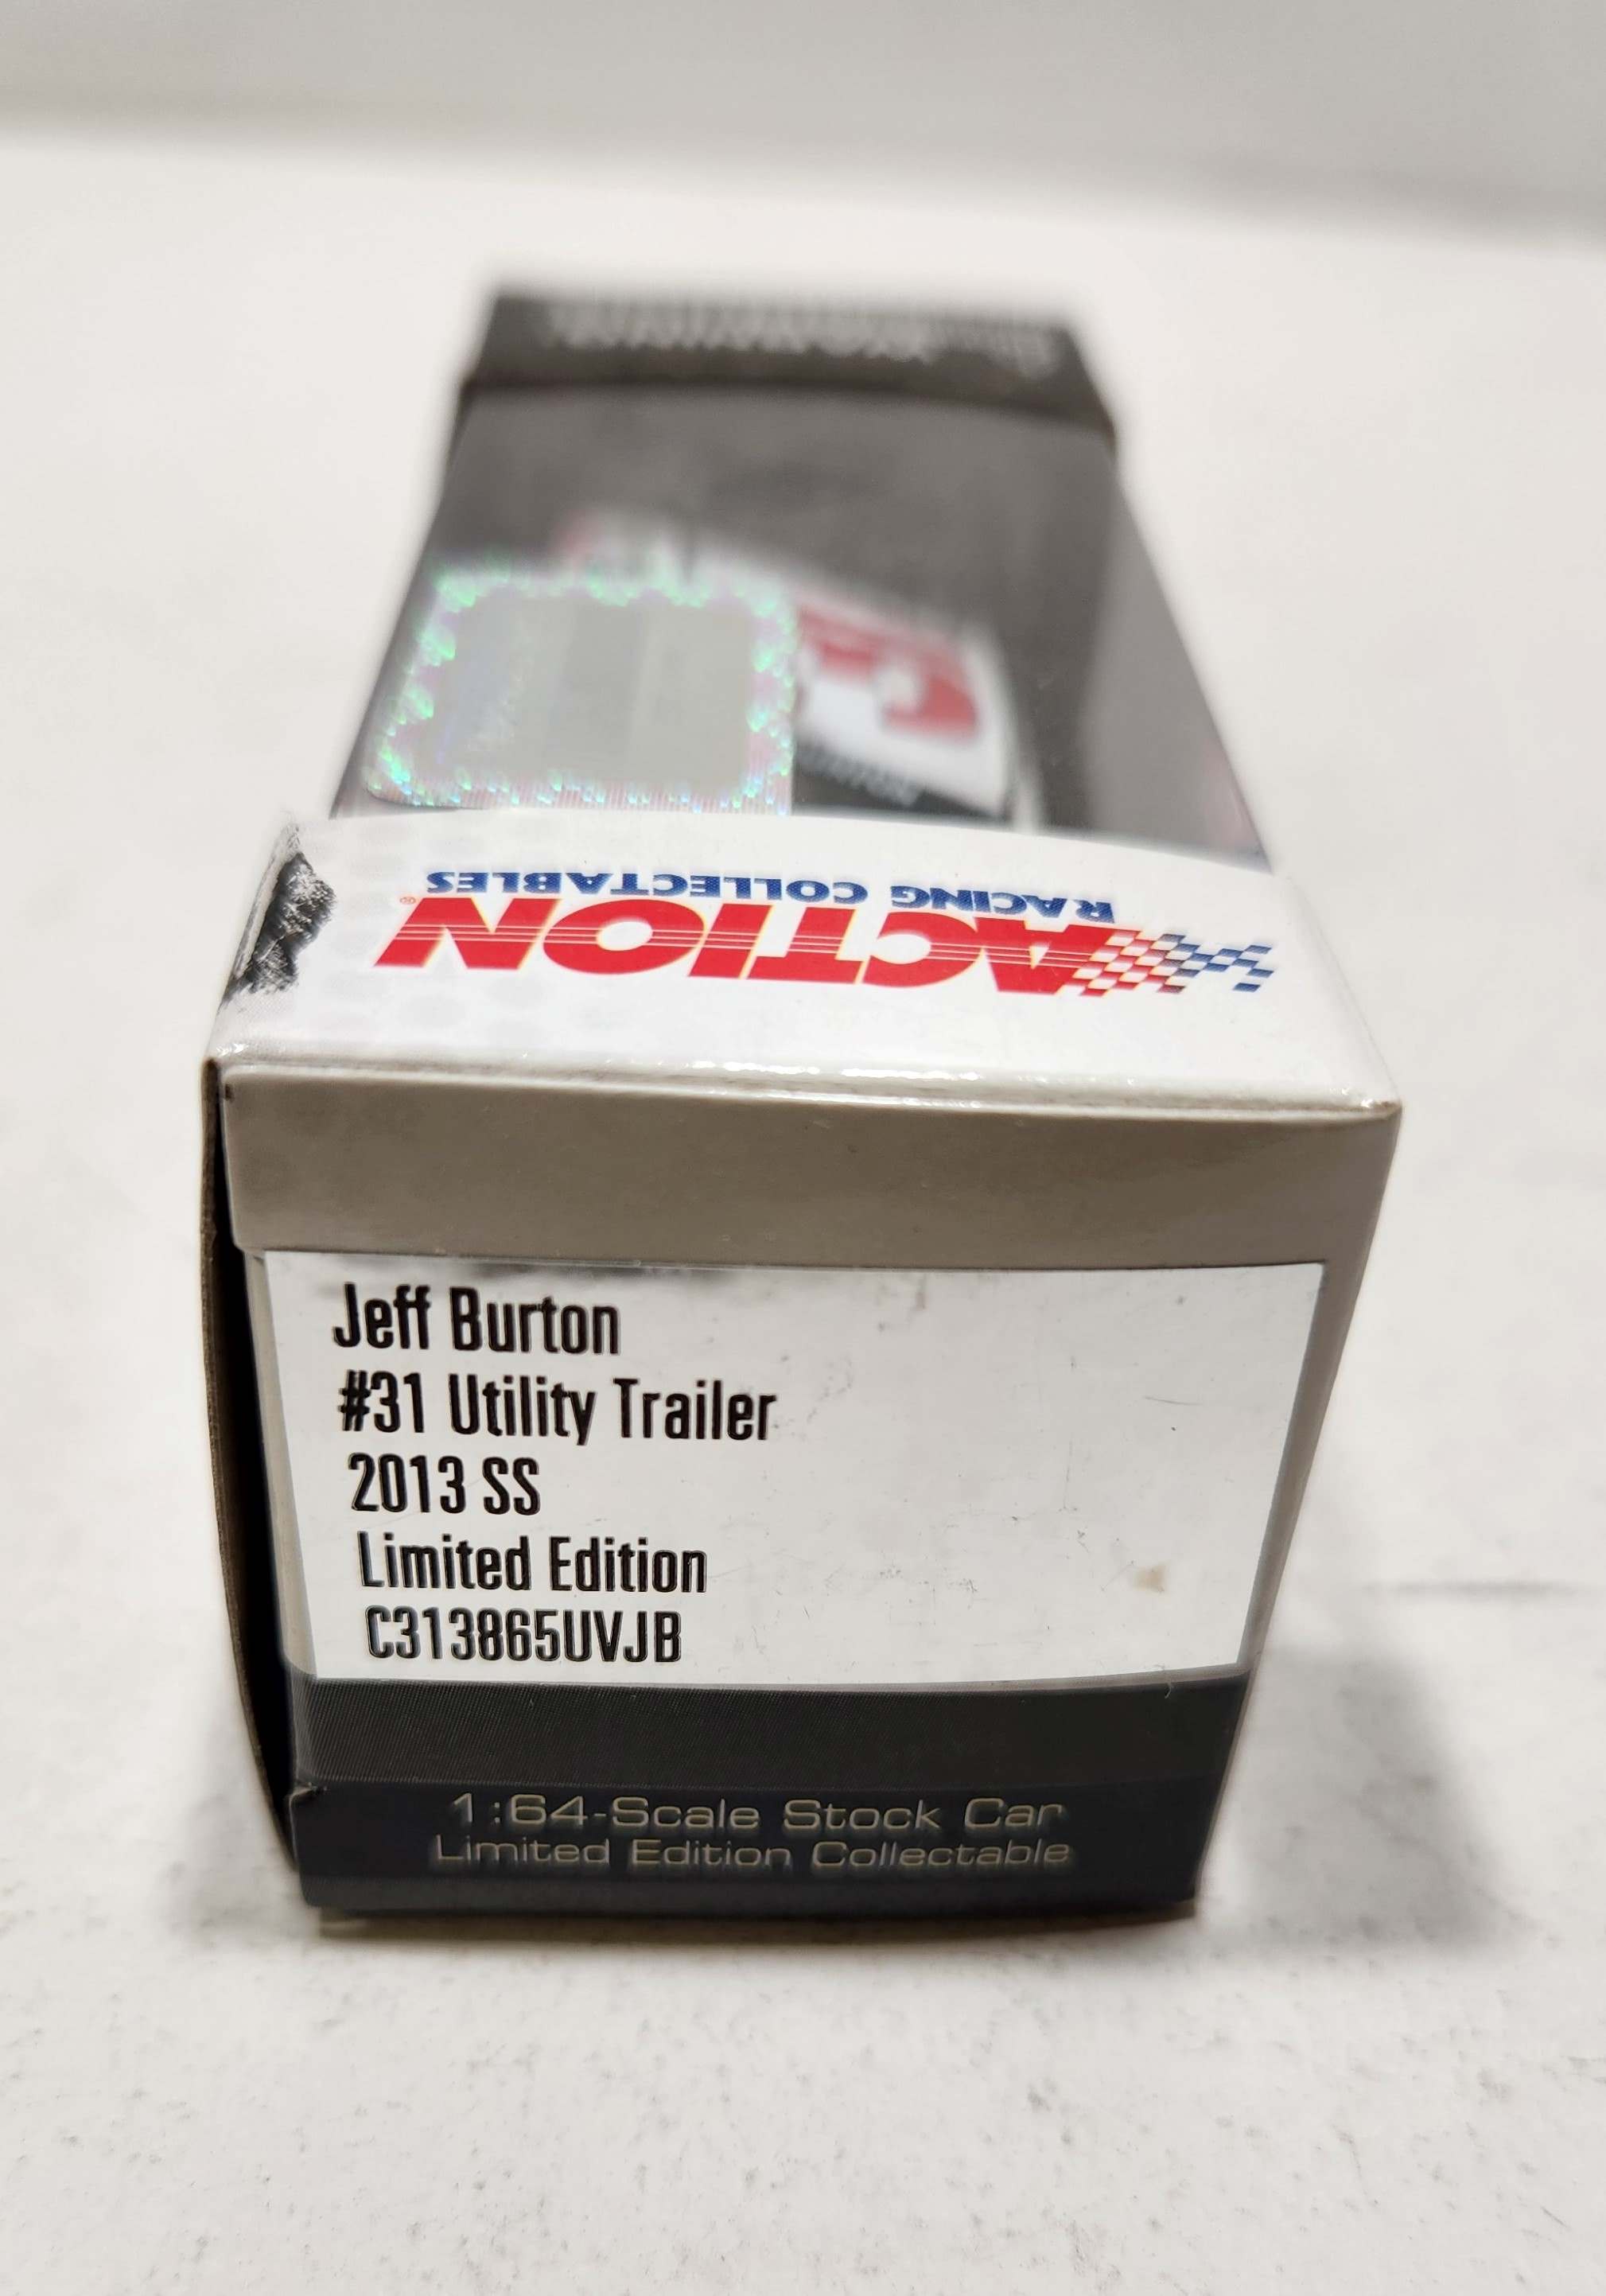 ACTION®
RACING COLLECTABLES
Jeff Burton
#31 Utility Trailer
2013 SS
Limited Edition
C313865UVJB
1:64-Scale Stock Car
Limited Edition Collectable